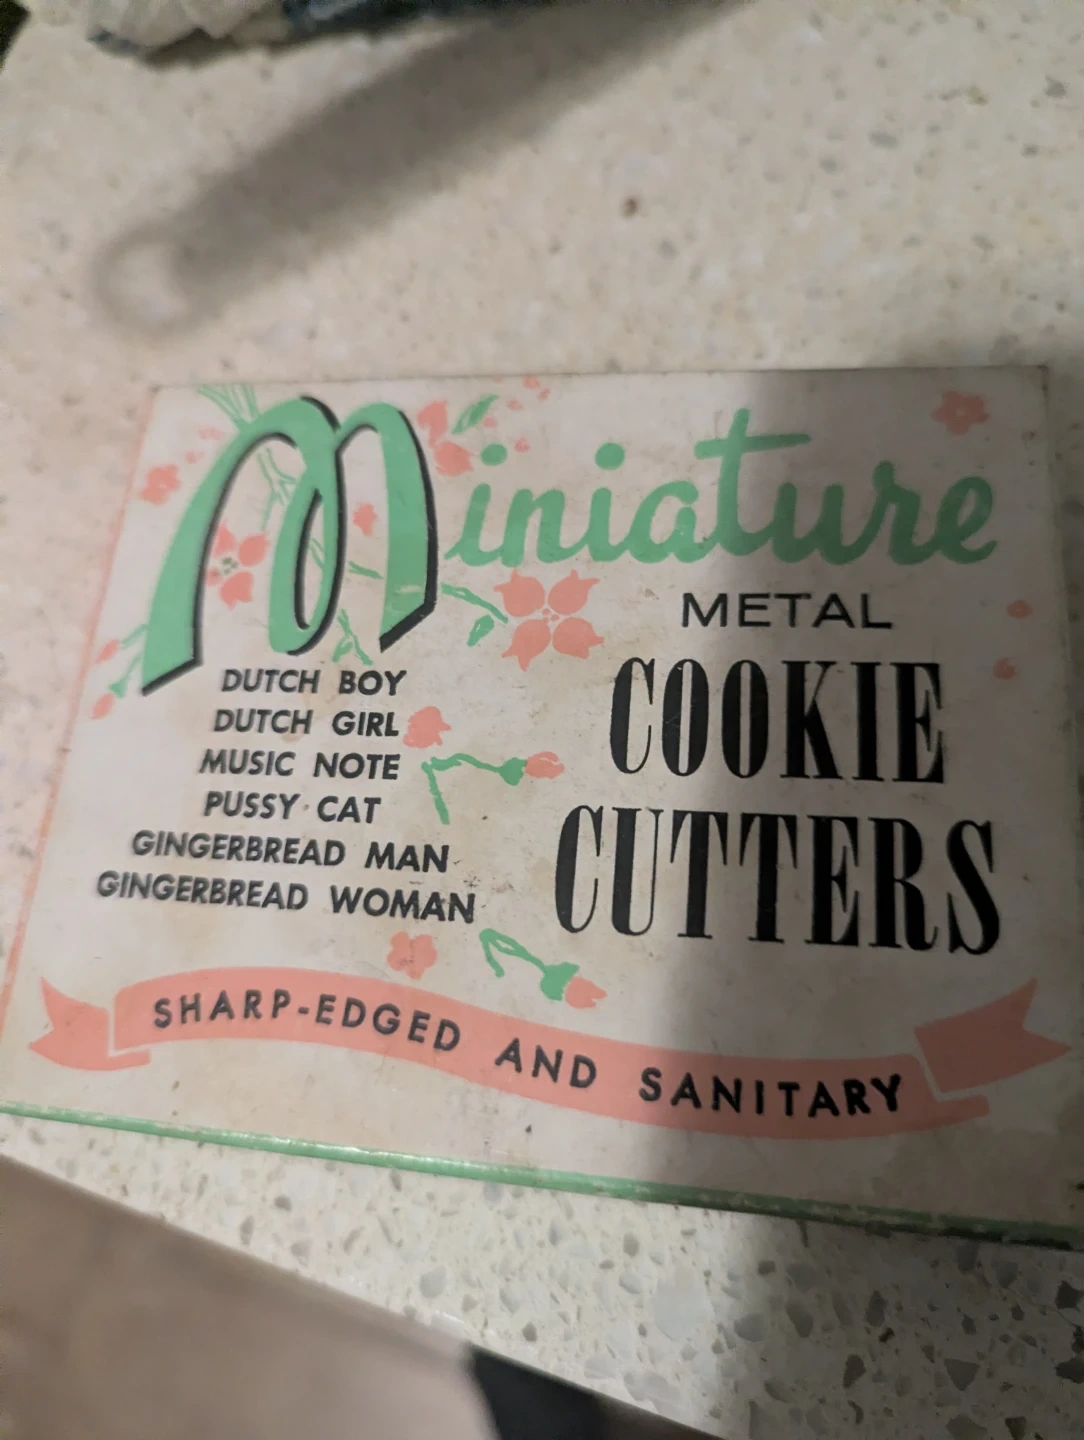 Miniature
METAL
COOKIE
CUTTERS
DUTCH BOY
DUTCH GIRL
MUSIC NOTE
PUSSY CAT
GINGERBREAD MAN
GINGERBREAD WOMAN
SHARP-EDGED AND SANITARY